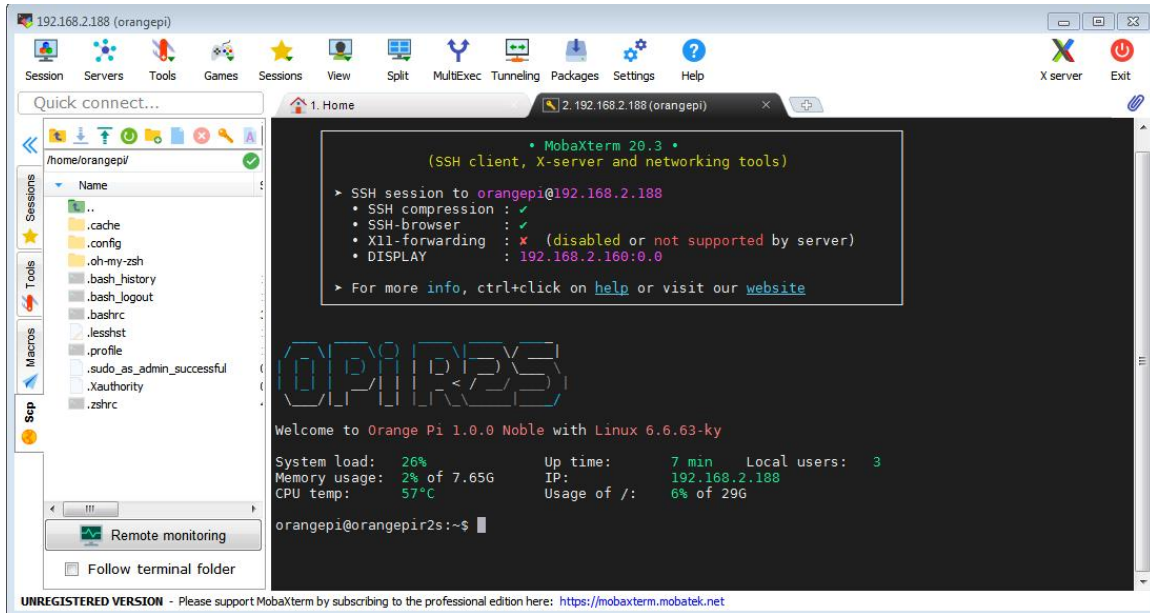 192.168.2.188 (orangepi)
Session Servers Tools Games Sessions View Split MultiExec Tunneling Packages Settings Help X server Exit
Quick connect...
1. Home
2. 192.168.2.188 (orangepi)
/home/orangepi/
Name
..
.cache
.config
.oh-my-zsh
.bash_history
.bash_logout
.bashrc
.lesshst
.profile
.sudo_as_admin_successful
.Xauthority
.zshrc
Sessions
Tools
Macros
Scp
Remote monitoring
Follow terminal folder
• MobaXterm 20.3 •
(SSH client, X-server and networking tools)
➤ SSH session to orangepi@192.168.2.188
• SSH compression : ✔
• SSH-browser : ✔
• X11-forwarding : ✘ (disabled or not supported by server)
• DISPLAY : 192.168.2.160:0.0
➤ For more info, ctrl+click on help or visit our website
OPi R2S
Welcome to Orange Pi 1.0.0 Noble with Linux 6.6.63-ky
System load: 26% Up time: 7 min Local users: 3
Memory usage: 2% of 7.65G IP: 192.168.2.188
CPU temp: 57°C Usage of /: 6% of 29G
orangepi@orangepir2s:~$
UNREGISTERED VERSION - Please support MobaXterm by subscribing to the professional edition here: https://mobaxterm.mobatek.net